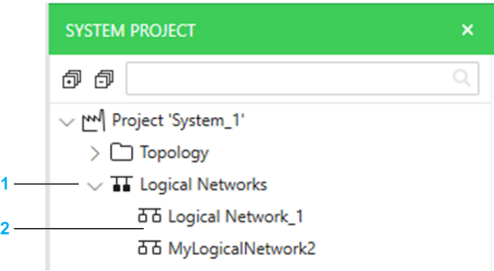 SYSTEM PROJECT
Project 'System_1'
Topology
1 Logical Networks
Logical Network_1
2
MyLogicalNetwork2